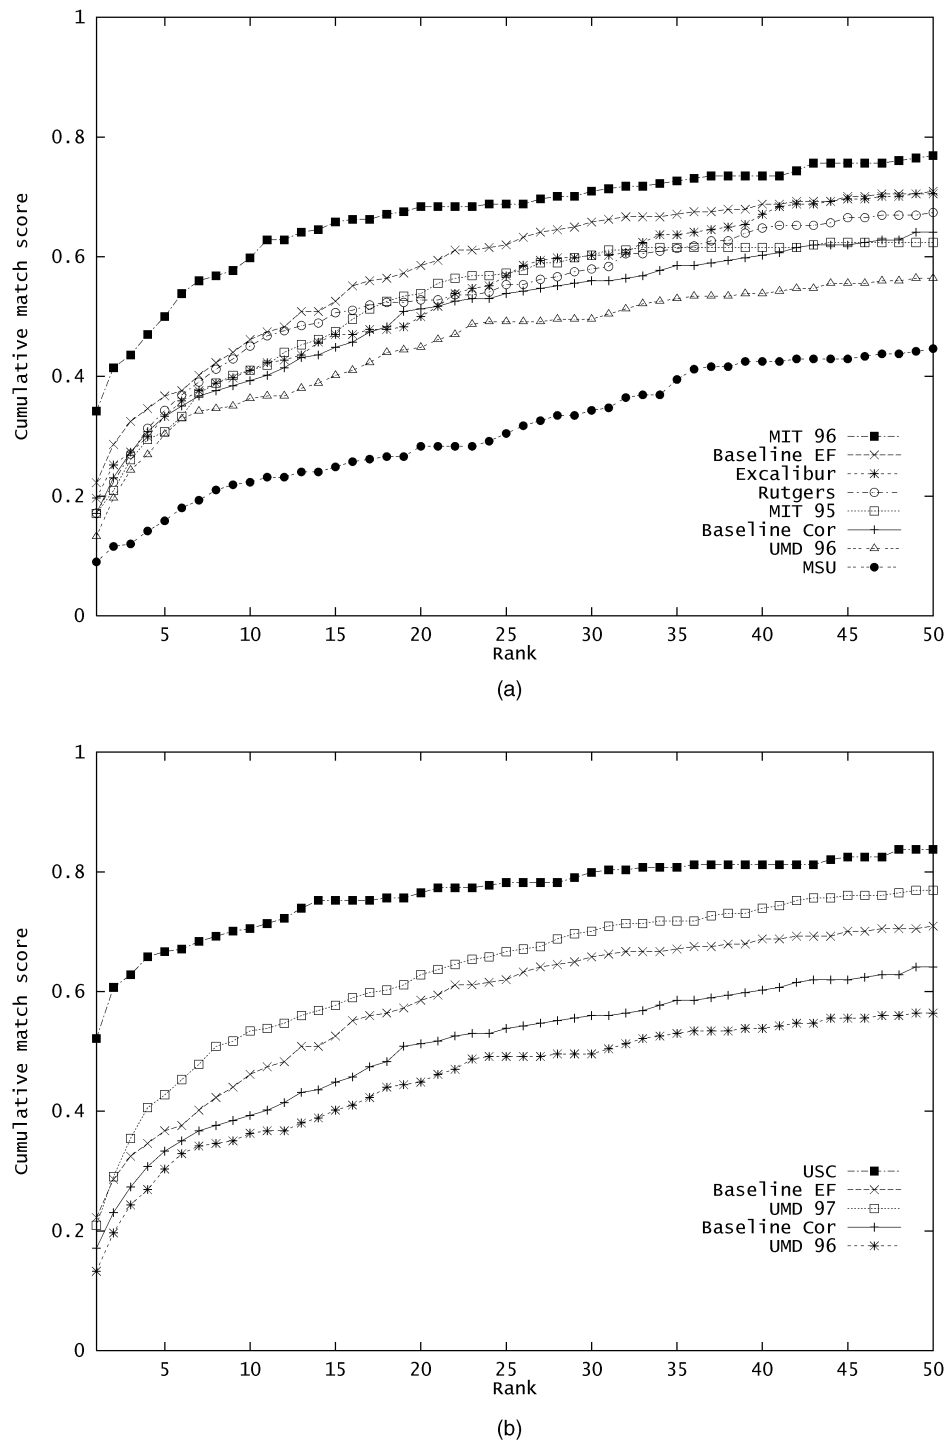 1
0.8
0.6
0.4
0.2
0
Cumulative match score
MIT 96
Baseline EF
Excalibur
Rutgers
MIT 95
Baseline Cor
UMD 96
MSU
5 10 15 20 25 30 35 40 45 50
Rank
(a)
1
0.8
0.6
0.4
0.2
0
Cumulative match score
USC
Baseline EF
UMD 97
Baseline Cor
UMD 96
5 10 15 20 25 30 35 40 45 50
Rank
(b)